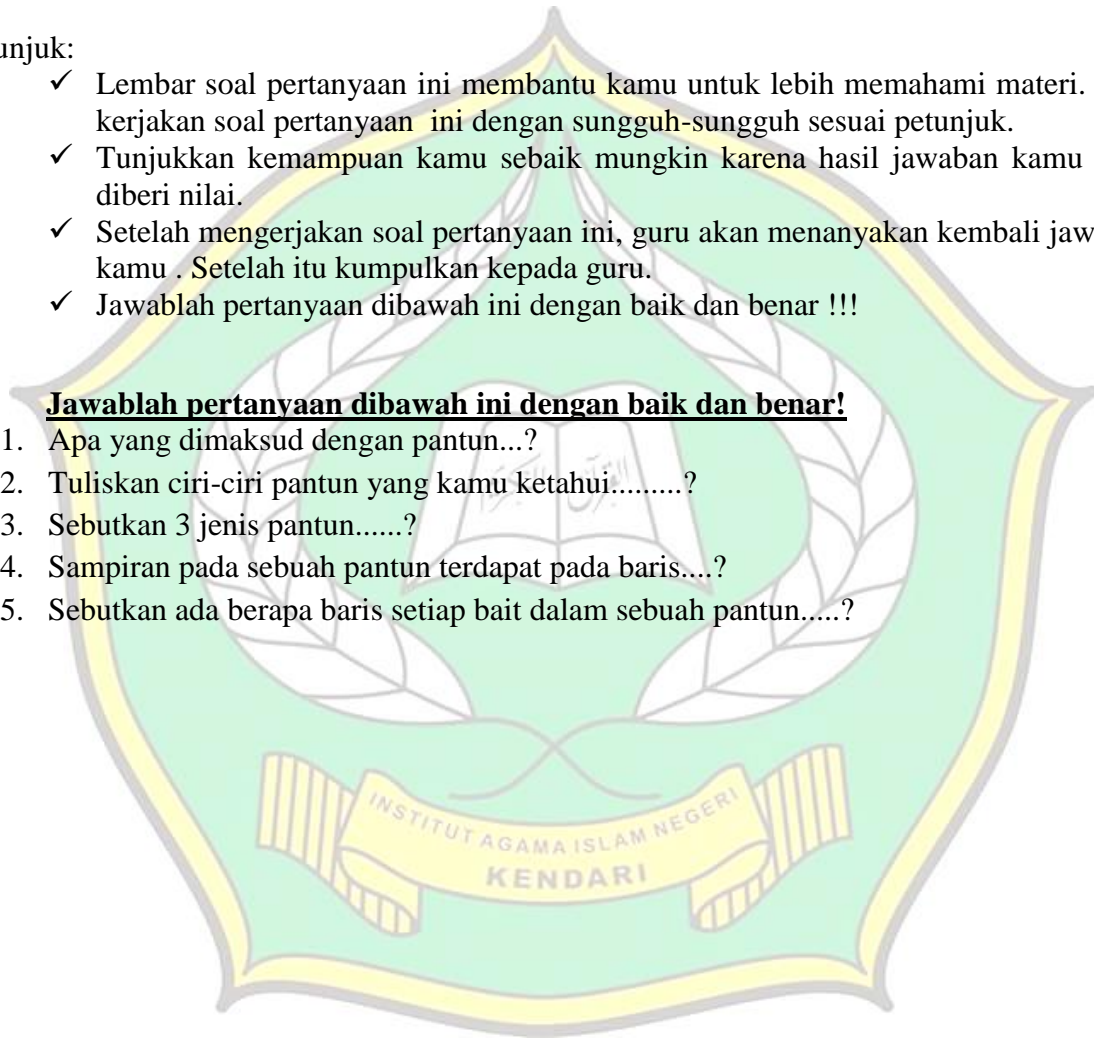 unjuk:
✓ Lembar soal pertanyaan ini membantu kamu untuk lebih memahami materi.
kerjakan soal pertanyaan ini dengan sungguh-sungguh sesuai petunjuk.
✓ Tunjukkan kemampuan kamu sebaik mungkin karena hasil jawaban kamu
diberi nilai.
✓ Setelah mengerjakan soal pertanyaan ini, guru akan menanyakan kembali jaw
kamu . Setelah itu kumpulkan kepada guru.
✓ Jawablah pertanyaan dibawah ini dengan baik dan benar !!!
Jawablah pertanyaan dibawah ini dengan baik dan benar!
1. Apa yang dimaksud dengan pantun...?
2. Tuliskan ciri-ciri pantun yang kamu ketahui.........?
3. Sebutkan 3 jenis pantun......?
4. Sampiran pada sebuah pantun terdapat pada baris....?
5. Sebutkan ada berapa baris setiap bait dalam sebuah pantun.....?
INSTITUT AGAMA ISLAM NEGERI
KENDARI